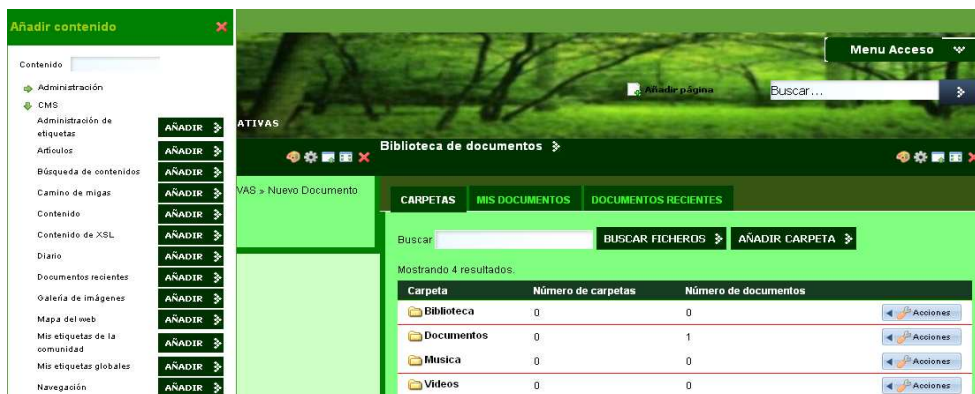 Añadir contenido
Contenido
Administración
CMS
Administración de
etiquetas
AÑADIR
Artículos
AÑADIR
Búsqueda de contenidos
AÑADIR
Camino de migas
AÑADIR
Contenido
AÑADIR
Contenido de XSL
AÑADIR
Diario
AÑADIR
Documentos recientes
AÑADIR
Galería de imágenes
AÑADIR
Mapa del web
AÑADIR
Mis etiquetas de la
comunidad
AÑADIR
Mis etiquetas globales
AÑADIR
Navegación
AÑADIR
Menu Acceso
Añadir página
Buscar...
ATIVAS
Biblioteca de documentos
VAS » Nuevo Documento
CARPETAS MIS DOCUMENTOS DOCUMENTOS RECIENTES
Buscar BUSCAR FICHEROS AÑADIR CARPETA
Mostrando 4 resultados.
Carpeta Número de carpetas Número de documentos
Biblioteca 0 0 Acciones
Documentos 0 1 Acciones
Musica 0 0 Acciones
Videos 0 0 Acciones